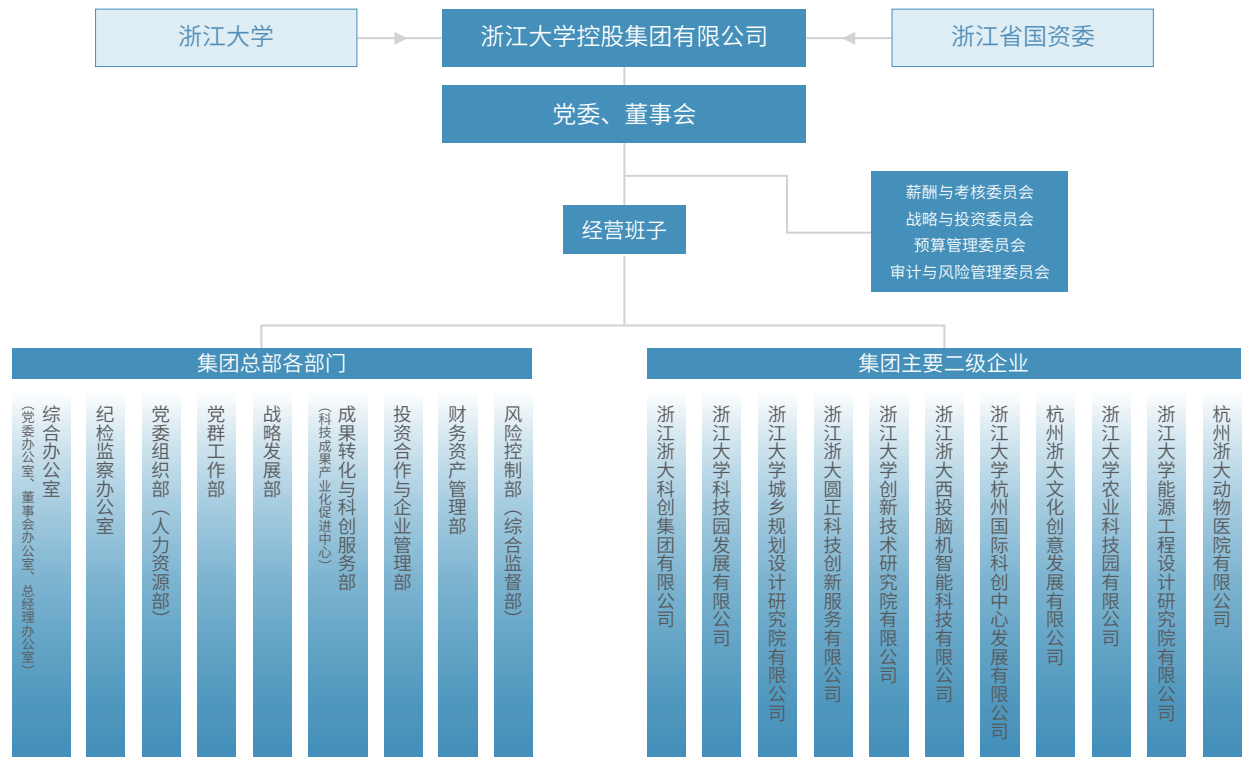 浙江大学
浙江大学控股集团有限公司
浙江省国资委
党委、董事会
经营班子
薪酬与考核委员会
战略与投资委员会
预算管理委员会
审计与风险管理委员会
集团总部各部门
综合办公室
（党委办公室、董事会办公室、总经理办公室）
纪检监察办公室
党委组织部（人力资源部）
党群工作部
战略发展部
成果转化与科创服务部
（科技成果产业化促进中心）
投资合作与企业管理部
财务资产管理部
风险控制部（综合监督部）
集团主要二级企业
浙江浙大科创集团有限公司
浙江大学科技园发展有限公司
浙江大学城乡规划设计研究院有限公司
浙江浙大圆正科技创新服务有限公司
浙江大学创新技术研究院有限公司
浙江浙大西投脑机智能科技有限公司
浙江大学杭州国际科创中心发展有限公司
杭州浙大文化创意发展有限公司
浙江大学农业科技园有限公司
浙江大学能源工程设计研究院有限公司
杭州浙大动物医院有限公司